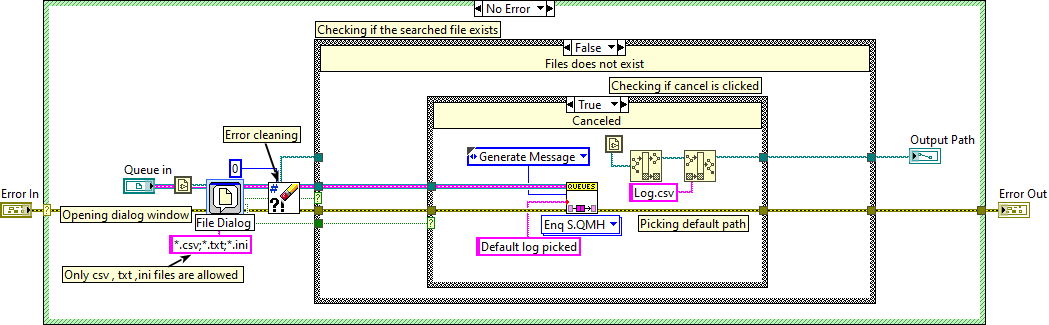 No Error
Checking if the searched file exists
False
Files does not exist
Checking if cancel is clicked
True
Canceled
Error cleaning
Output Path
Queue in
0
Generate Message
#
?!
QUEUES
Log.csv
Error In
?
Opening dialog window
File Dialog
?
?
Enq S.QMH
Picking default path
Error Out
*.csv;*.txt;*.ini
Default log picked
Only csv , txt ,ini files are allowed